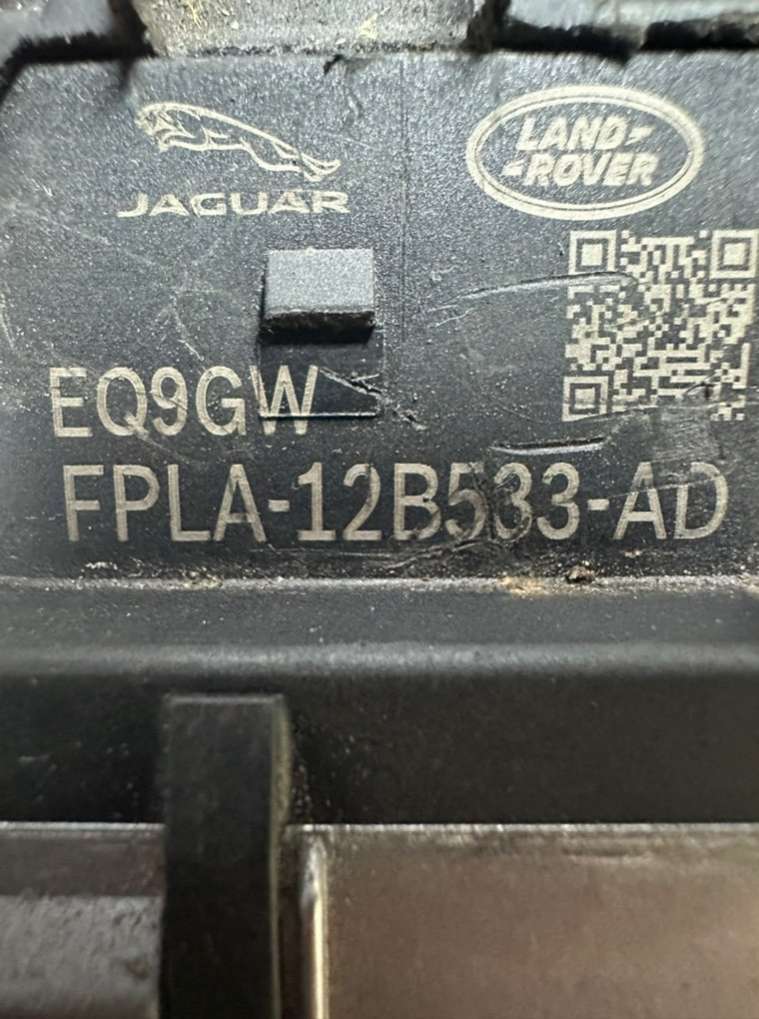 JAGUAR
LAND-
-ROVER
EQ9GW
FPLA-12B533-AD